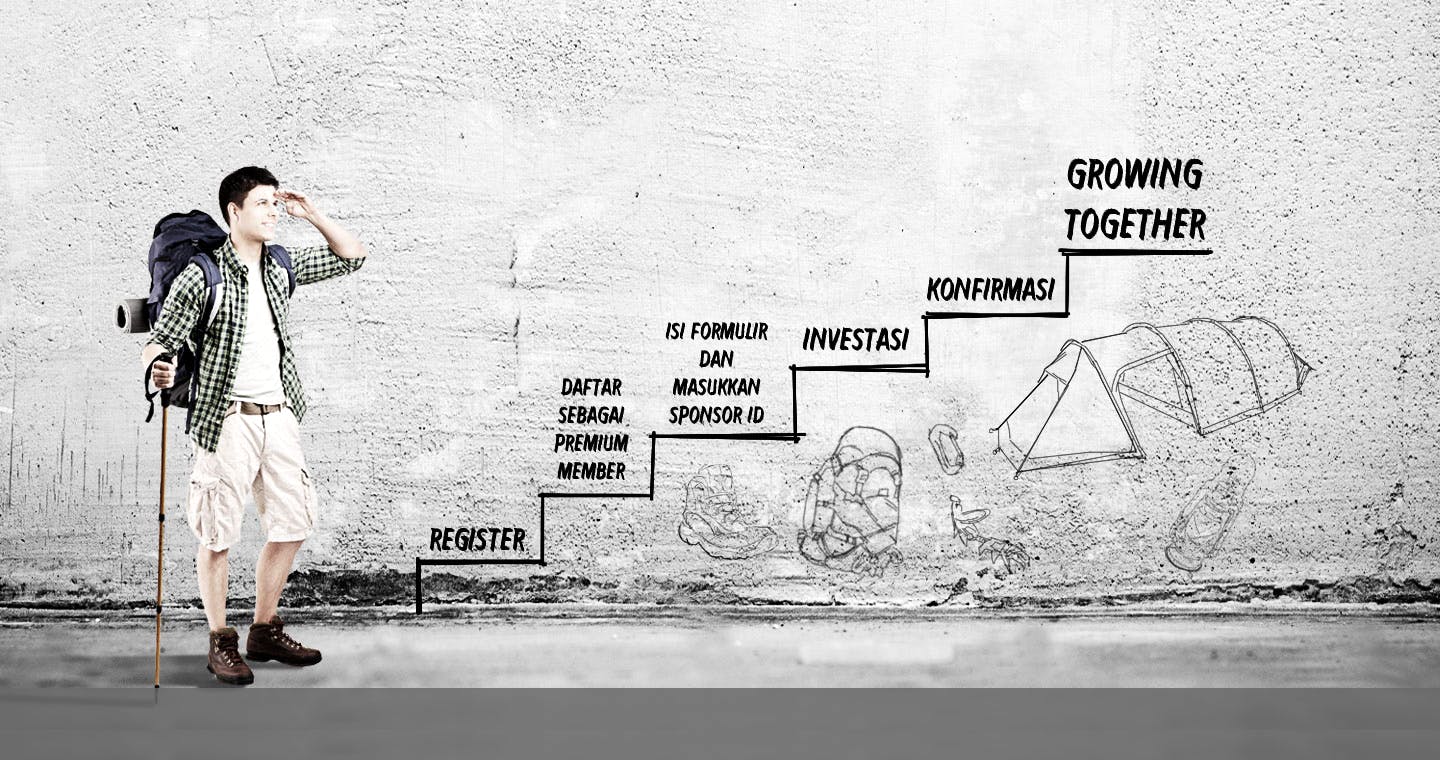 REGISTER
DAFTAR
SEBAGAI
PREMIUM
MEMBER
ISI FORMULIR
DAN
MASUKKAN
SPONSOR ID
INVESTASI
KONFIRMASI
GROWING
TOGETHER